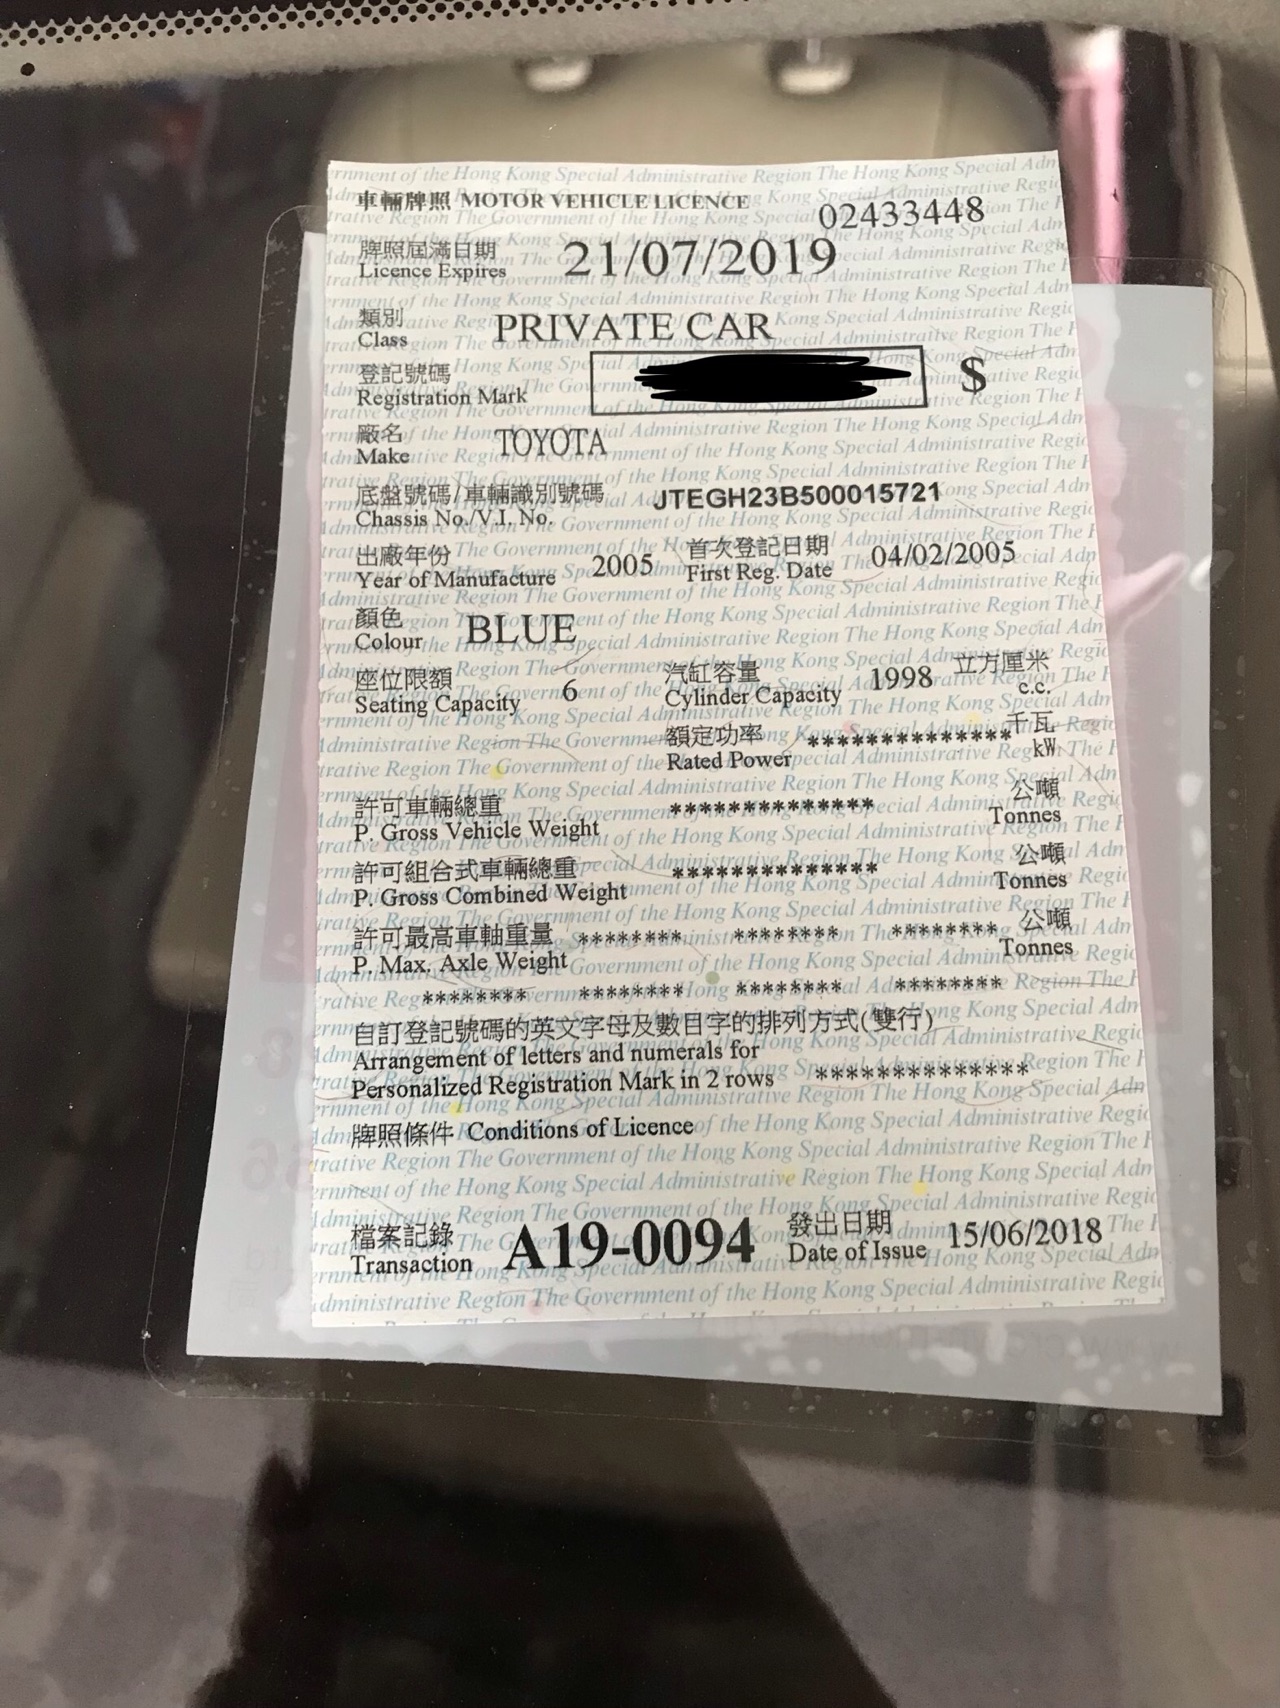 車輛牌照 MOTOR VEHICLE LICENCE 02433448
牌照屆滿日期
Licence Expires 21/07/2019
類別
Class PRIVATE CAR
登記號碼
Registration Mark $
廠名
Make TOYOTA
底盤號碼/車輛識別號碼
Chassis No./V.I. No. JTEGH23B500015721
出廠年份 首次登記日期
Year of Manufacture 2005 First Reg. Date 04/02/2005
顏色
Colour BLUE
座位限額 汽缸容量 立方厘米
Seating Capacity 6 Cylinder Capacity 1998 c.c.
額定功率 ************** 千瓦
Rated Power kW
許可車輛總重 ************** 公噸
P. Gross Vehicle Weight Tonnes
許可組合式車輛總重 ************** 公噸
P. Gross Combined Weight Tonnes
許可最高車軸重量 ******** ******** ******** 公噸
P. Max. Axle Weight Tonnes
******** ******** ******** ********
自訂登記號碼的英文字母及數目字的排列方式(雙行)
Arrangement of letters and numerals for
Personalized Registration Mark in 2 rows **************
牌照條件 Conditions of Licence
檔案記錄 發出日期
Transaction A19-0094 Date of Issue 15/06/2018